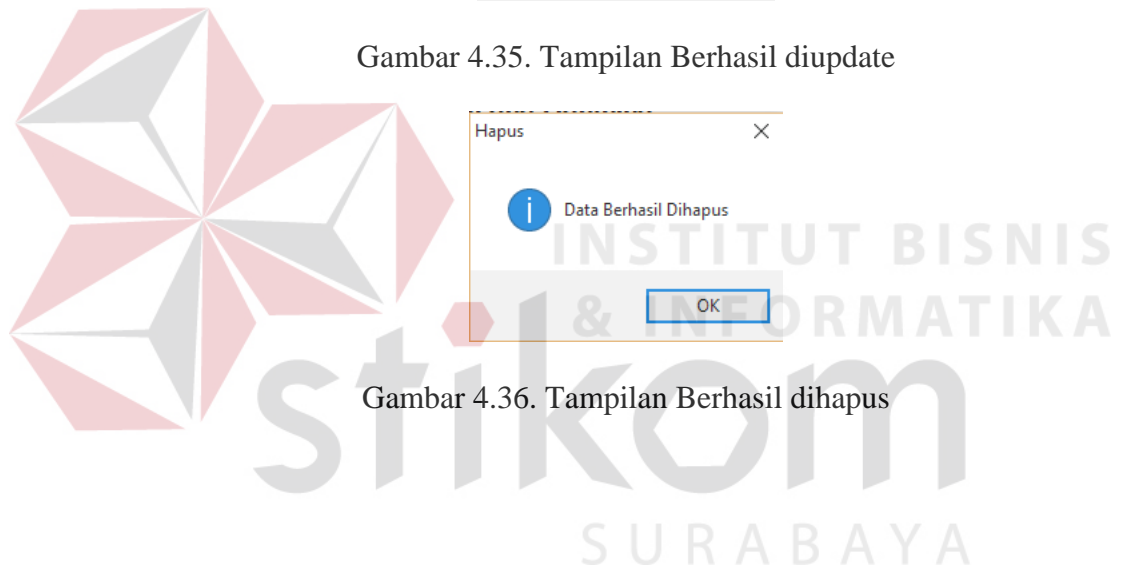 Gambar 4.35. Tampilan Berhasil diupdate
Hapus
Data Berhasil Dihapus
OK
INSTITUT BISNIS
& INFORMATIKA
stikom
SURABAYA
Gambar 4.36. Tampilan Berhasil dihapus